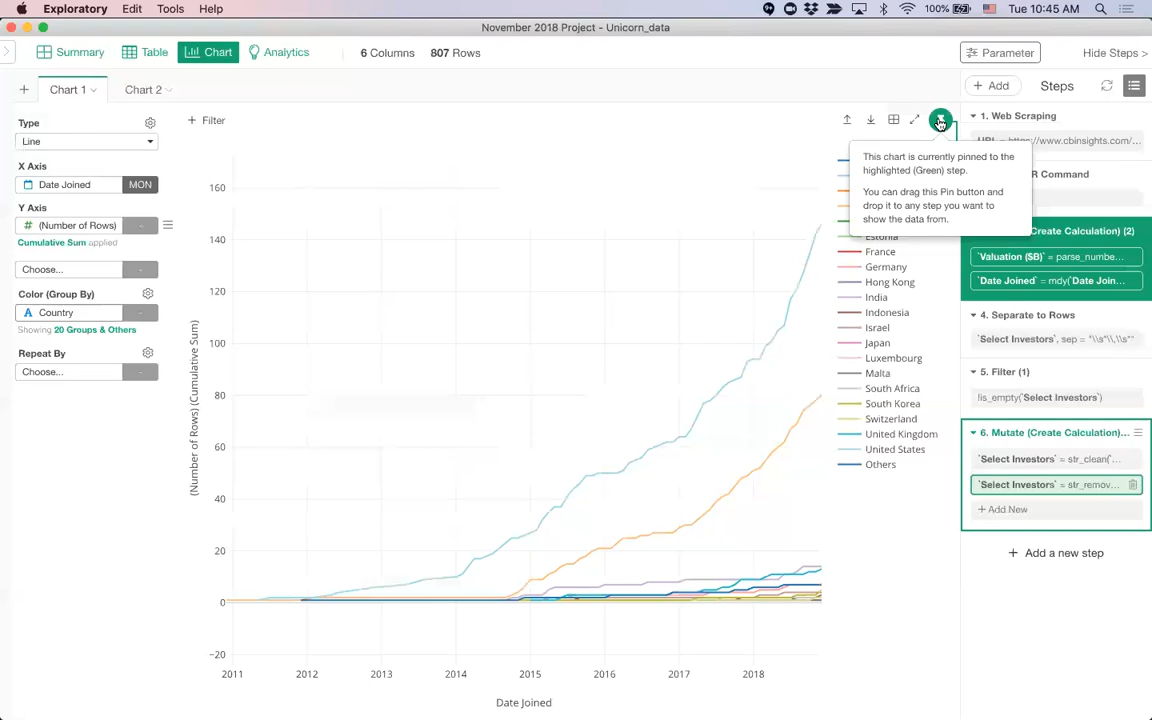 Exploratory Edit Tools Help
100% Tue 10:45 AM
November 2018 Project - Unicorn_data
Summary Table Chart Analytics 6 Columns 807 Rows Parameter Hide Steps >
+ Chart 1 Chart 2 + Add Steps
Type
+ Filter
Line
X Axis
Date Joined MON
Y Axis
# (Number of Rows) -
Cumulative Sum applied
Choose... -
Color (Group By)
A Country -
Showing 20 Groups & Others
Repeat By
Choose... -
(Number of Rows) (Cumulative Sum)
160
140
120
100
80
60
40
20
0
−20
2011 2012 2013 2014 2015 2016 2017 2018
Date Joined
This chart is currently pinned to the
highlighted (Green) step.
You can drag this Pin button and
drop it to any step you want to
show the data from.
Estonia
France
Germany
Hong Kong
India
Indonesia
Israel
Japan
Luxembourg
Malta
South Africa
South Korea
Switzerland
United Kingdom
United States
Others
1. Web Scraping
URL = https://www.cbinsights.com/...
R Command
Create Calculation) (2)
`Valuation ($B)` = parse_numbe...
`Date Joined` = mdy(`Date Join...
4. Separate to Rows
`Select Investors`, sep = "\\s*\\,\\s*"
5. Filter (1)
!is_empty(`Select Investors`)
6. Mutate (Create Calculation)...
`Select Investors` = str_clean(`...
`Select Investors` = str_remov...
+ Add New
+ Add a new step